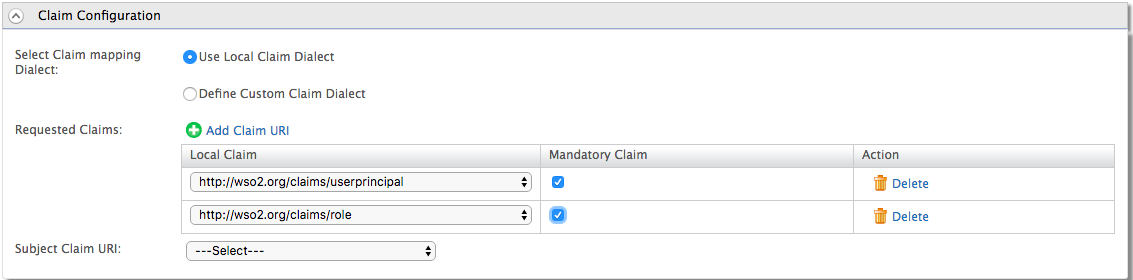 Claim Configuration
Select Claim mapping
Dialect:
Use Local Claim Dialect
Define Custom Claim Dialect
Requested Claims:
Add Claim URI
Local Claim
Mandatory Claim
Action
http://wso2.org/claims/userprincipal
Delete
http://wso2.org/claims/role
Delete
Subject Claim URI:
---Select---